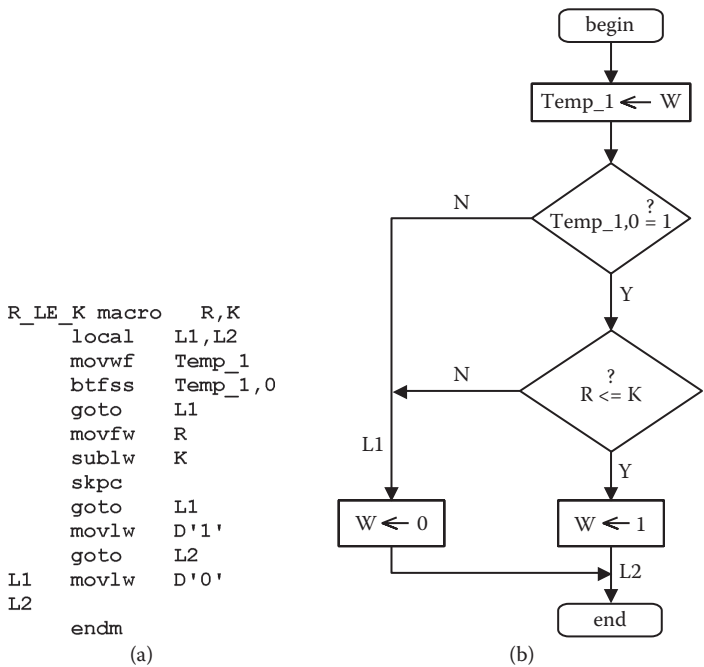 R_LE_K macro R,K
local L1,L2
movwf Temp_1
btfss Temp_1,0
goto L1
movfw R
sublw K
skpc
goto L1
movlw D'1'
goto L2
L1 movlw D'0'
L2
endm
(a)
begin
Temp_1 ← W
?
Temp_1,0 = 1
N
Y
?
R <= K
N
Y
L1
W ← 0
W ← 1
L2
end
(b)